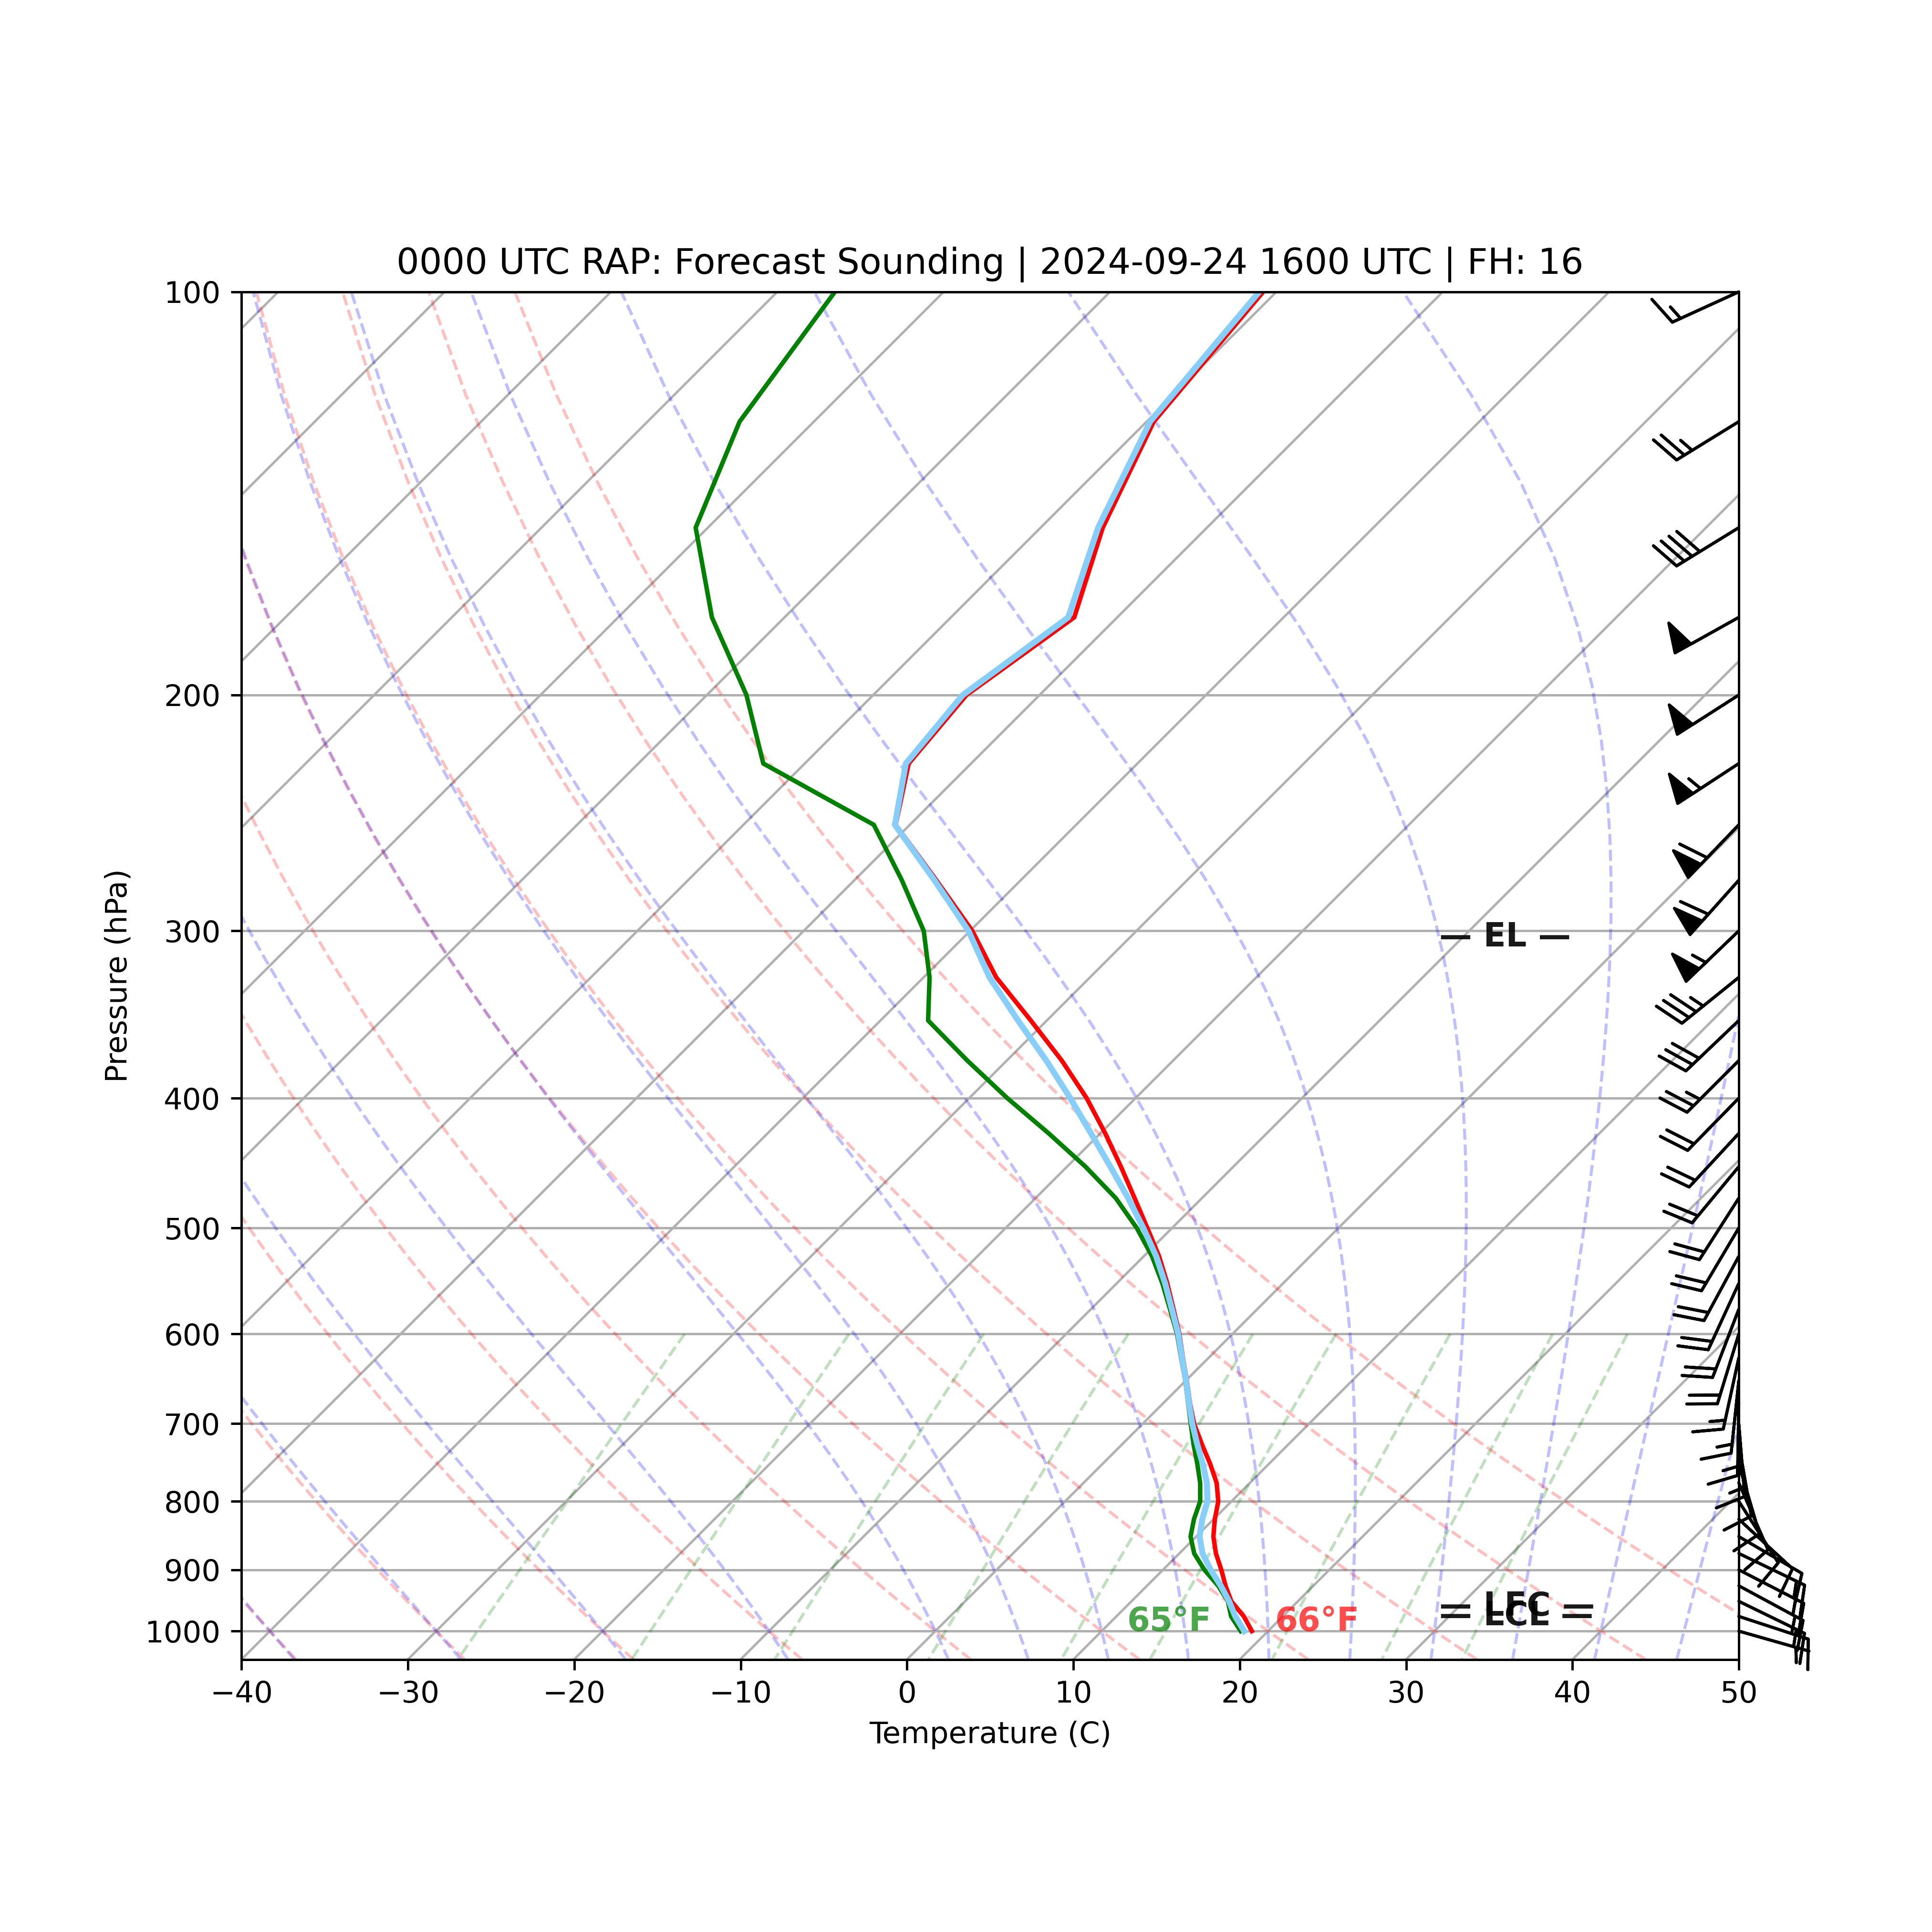 0000 UTC RAP: Forecast Sounding | 2024-09-24 1600 UTC | FH: 16
100
200
300
400
500
600
700
800
900
1000
Pressure (hPa)
— EL —
— LFC —
— LCL —
65°F 66°F
−40 −30 −20 −10 0 10 20 30 40 50
Temperature (C)